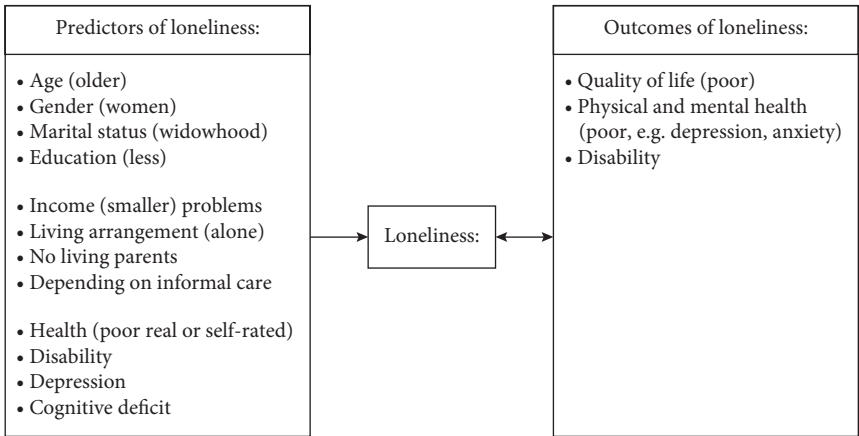 Predictors of loneliness:
• Age (older)
• Gender (women)
• Marital status (widowhood)
• Education (less)
• Income (smaller) problems
• Living arrangement (alone)
• No living parents
• Depending on informal care
• Health (poor real or self-rated)
• Disability
• Depression
• Cognitive deficit
Loneliness:
Outcomes of loneliness:
• Quality of life (poor)
• Physical and mental health
(poor, e.g. depression, anxiety)
• Disability